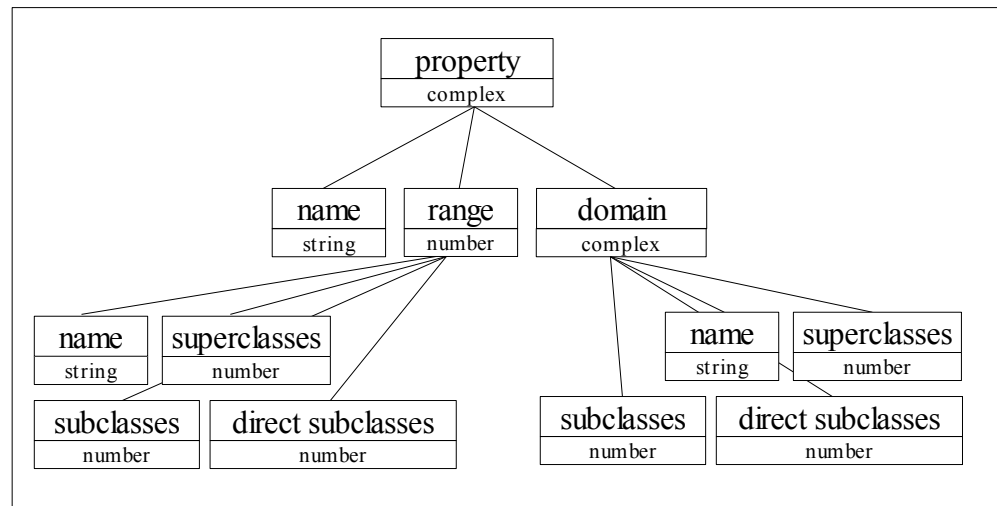 property
complex
name
string
range
number
domain
complex
name
string
superclasses
number
name
string
superclasses
number
subclasses
number
direct subclasses
number
subclasses
number
direct subclasses
number